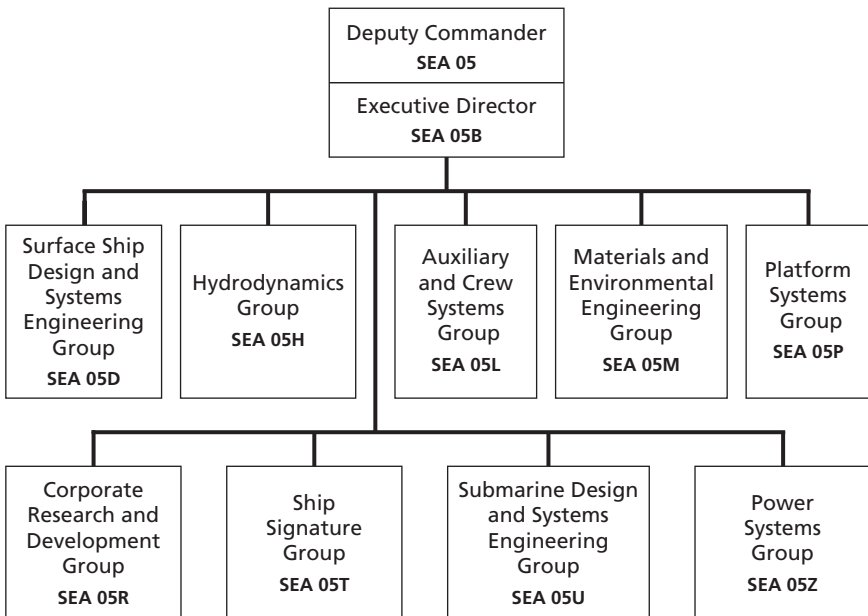 Deputy Commander
SEA 05
Executive Director
SEA 05B
Surface Ship
Design and
Systems
Engineering
Group
SEA 05D
Hydrodynamics
Group
SEA 05H
Auxiliary
and Crew
Systems
Group
SEA 05L
Materials and
Environmental
Engineering
Group
SEA 05M
Platform
Systems
Group
SEA 05P
Corporate
Research and
Development
Group
SEA 05R
Ship
Signature
Group
SEA 05T
Submarine Design
and Systems
Engineering
Group
SEA 05U
Power
Systems
Group
SEA 05Z